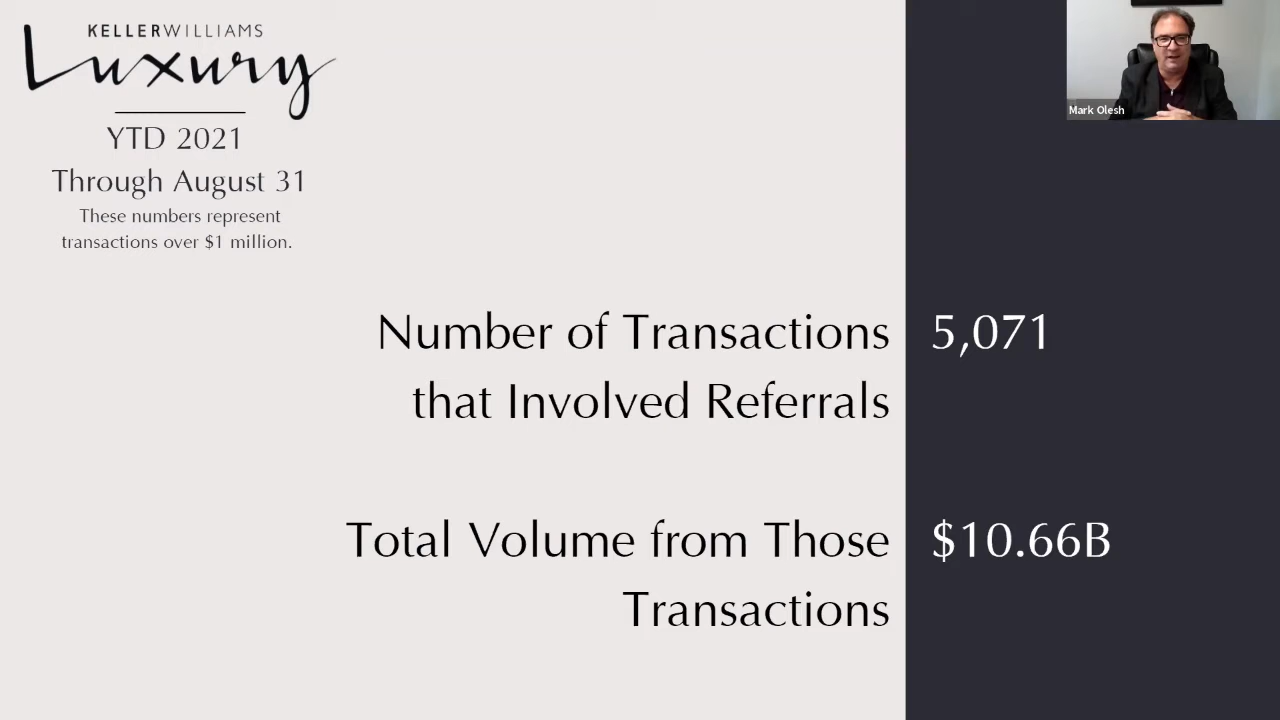 KELLERWILLIAMS
Luxury
YTD 2021
Through August 31
These numbers represent
transactions over $1 million.
Mark Olesh
Number of Transactions 5,071
that Involved Referrals
Total Volume from Those $10.66B
Transactions